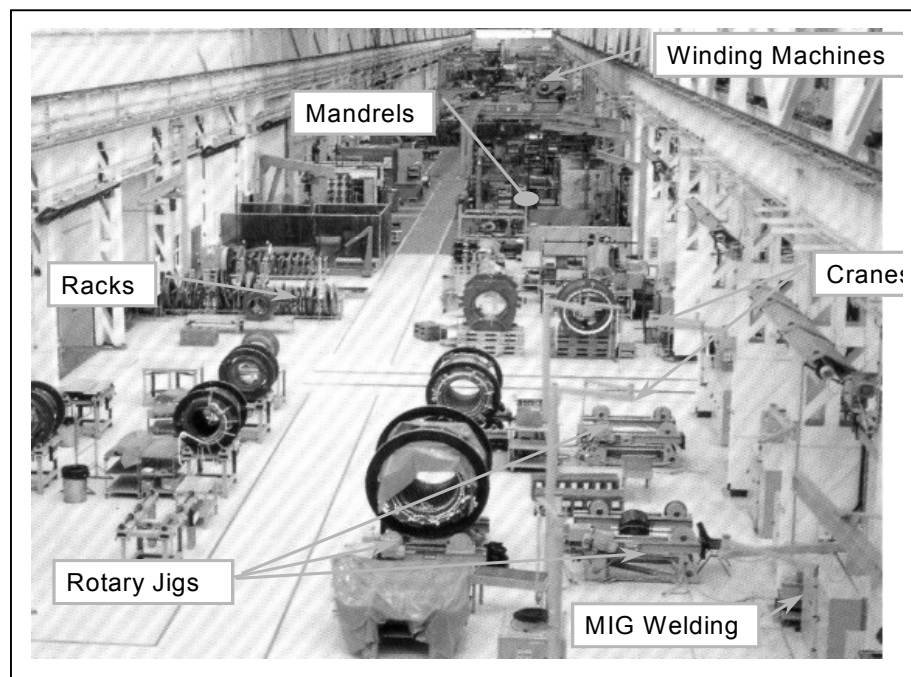 Winding Machines
Mandrels
Racks
Cranes
Rotary Jigs
MIG Welding